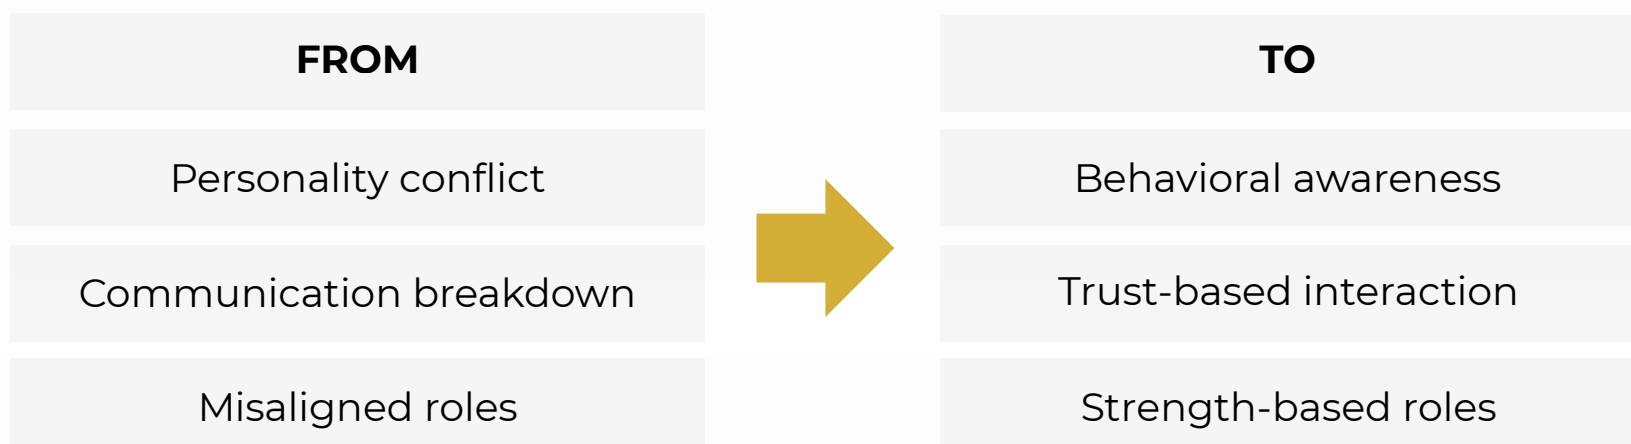 FROM
Personality conflict
Communication breakdown
Misaligned roles
TO
Behavioral awareness
Trust-based interaction
Strength-based roles